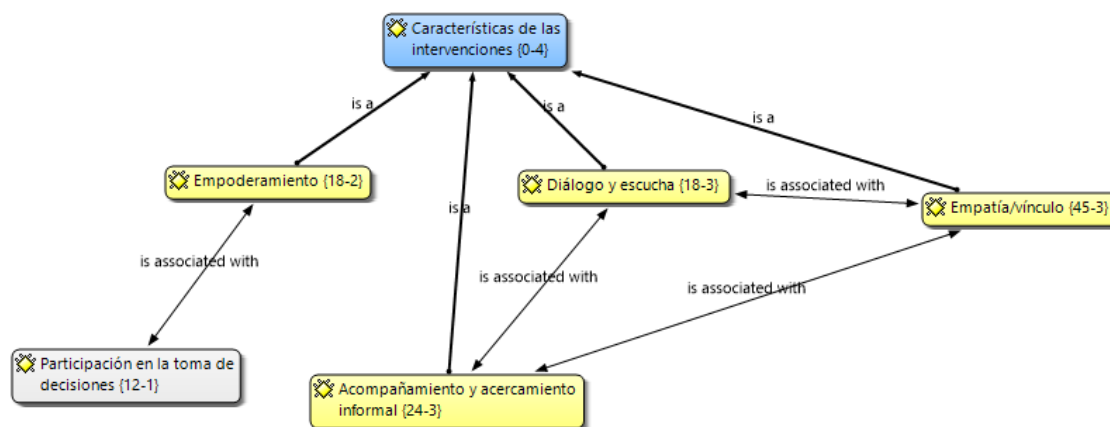 Características de las
intervenciones {0-4}
is a
is a
is a
Empoderamiento {18-2}
Diálogo y escucha {18-3}
is associated with
Empatía/vínculo {45-3}
is a
is associated with
is associated with
is associated with
Participación en la toma de
decisiones {12-1}
Acompañamiento y acercamiento
informal {24-3}